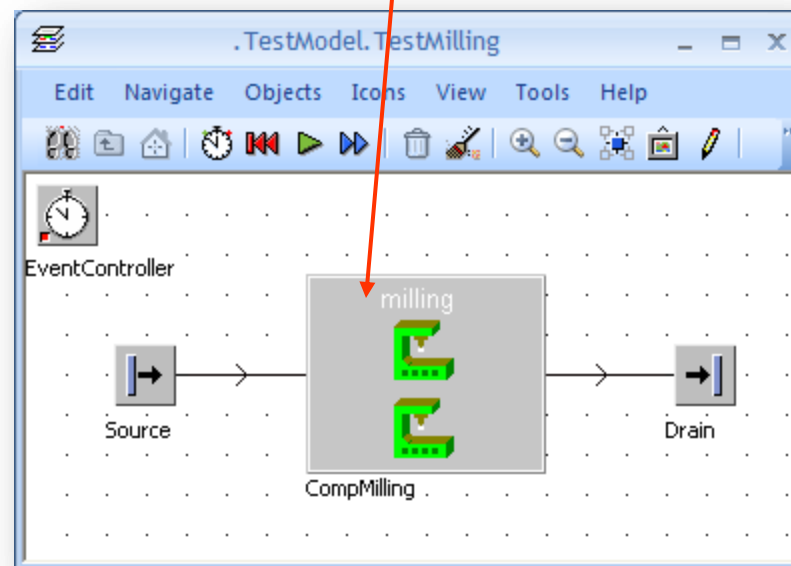 .TestModel.TestMilling
Edit Navigate Objects Icons View Tools Help
EventController
milling
Source
Drain
CompMilling